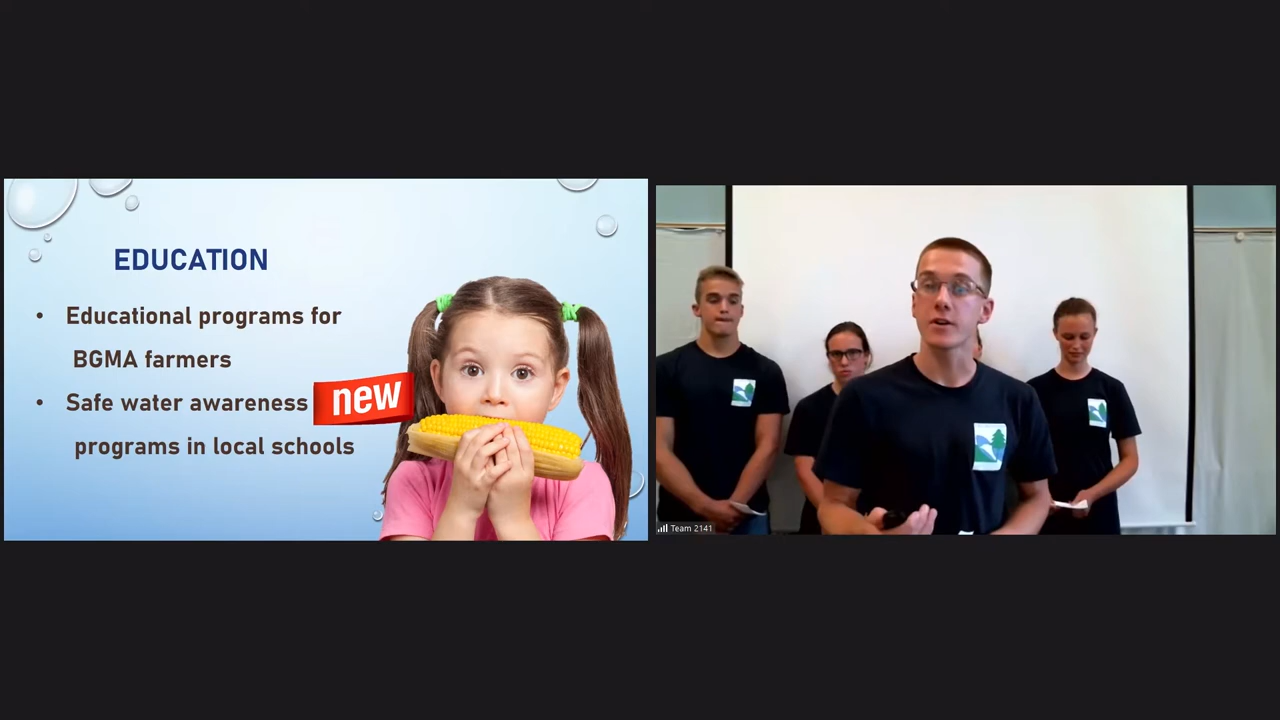 EDUCATION
• Educational programs for
BGMA farmers
• Safe water awareness new
programs in local schools
Team 2141